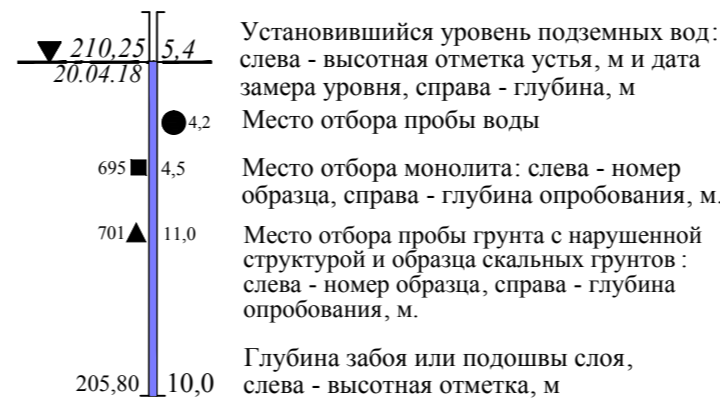 Установившийся уровень подземных вод:
210,25 5,4 слева - высотная отметка устья, м и дата
20.04.18 замера уровня, справа - глубина, м
4,2 Место отбора пробы воды
695 4,5 Место отбора монолита: слева - номер
образца, справа - глубина опробования, м.
701 11,0 Место отбора пробы грунта с нарушенной
структурой и образца скальных грунтов :
слева - номер образца, справа - глубина
опробования, м.
Глубина забоя или подошвы слоя,
205,80 10,0 слева - высотная отметка, м